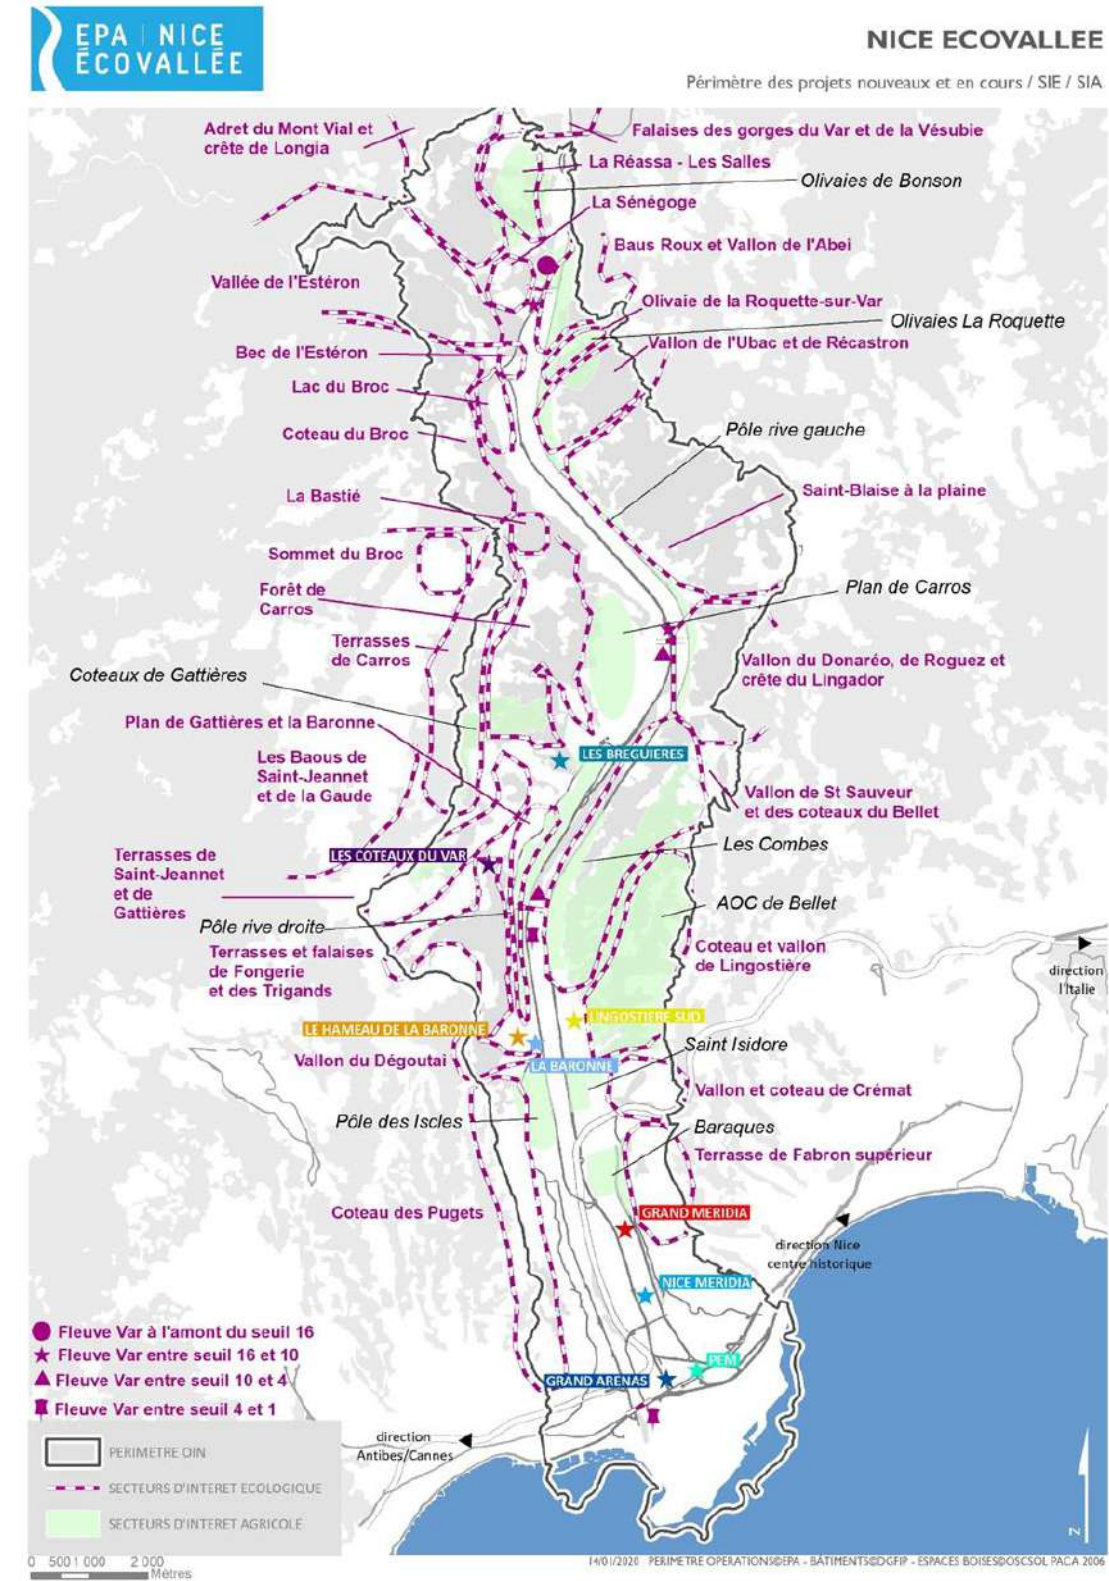 EPA | NICE
ÉCOVALLÉE
NICE ECOVALLEE
Périmètre des projets nouveaux et en cours / SIE / SIA
Adret du Mont Vial et
crête de Longia
Falaises des gorges du Var et de la Vésubie
La Réassa - Les Salles
Olivaies de Bonson
La Sénégoge
Baus Roux et Vallon de l'Abei
Vallée de l'Estéron
Olivaie de la Roquette-sur-Var
Olivaies La Roquette
Bec de l'Estéron
Vallon de l'Ubac et de Récastron
Lac du Broc
Coteau du Broc
Pôle rive gauche
La Bastié
Saint-Blaise à la plaine
Sommet du Broc
Forêt de
Carros
Plan de Carros
Terrasses
de Carros
Vallon du Donaréo, de Roguez et
crête du Lingador
Coteaux de Gattières
Plan de Gattières et la Baronne
LES BREGUIERES
Les Baous de
Saint-Jeannet
et de la Gaude
Vallon de St Sauveur
et des coteaux du Bellet
Les Combes
LES COTEAUX DU VAR
Terrasses de
Saint-Jeannet
et de
Gattières
AOC de Bellet
Pôle rive droite
Terrasses et falaises
de Fongerie
et des Trigands
Coteau et vallon
de Lingostière
direction
l'Italie
LINGOSTIERE SUD
LE HAMEAU DE LA BARONNE
Saint Isidore
Vallon du Dégoutai
LA BARONNE
Vallon et coteau de Crémat
Pôle des Iscles
Baraques
Terrasse de Fabron supérieur
Coteau des Pugets
GRAND MERIDIA
direction Nice
centre historique
NICE MERIDIA
PEM
GRAND ARENAS
Fleuve Var à l'amont du seuil 16
Fleuve Var entre seuil 16 et 10
Fleuve Var entre seuil 10 et 4
Fleuve Var entre seuil 4 et 1
direction
Antibes/Cannes
PERIMETRE OIN
SECTEURS D'INTERET ECOLOGIQUE
SECTEURS D'INTERET AGRICOLE
N
0 500 1 000 2 000
Mètres
14/01/2020 PERIMETRE OPERATIONS©EPA - BÂTIMENTS©DGFIP - ESPACES BOISES©OSCSOL PACA 2006